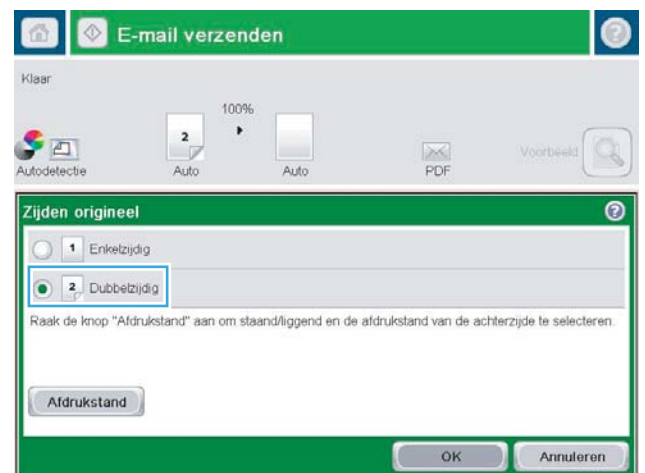 E-mail verzenden
Klaar
100%
2
Autodetectie
Auto
Auto
PDF
Voorbeeld
Zijden origineel
1 Enkelzijdig
2 Dubbelzijdig
Raak de knop "Afdrukstand" aan om staand/liggend en de afdrukstand van de achterzijde te selecteren.
Afdrukstand
OK
Annuleren